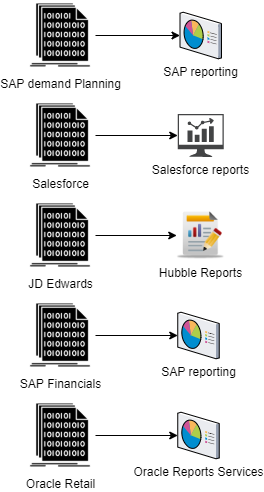 SAP demand Planning
SAP reporting
Salesforce
Salesforce reports
JD Edwards
Hubble Reports
SAP Financials
SAP reporting
Oracle Retail
Oracle Reports Services